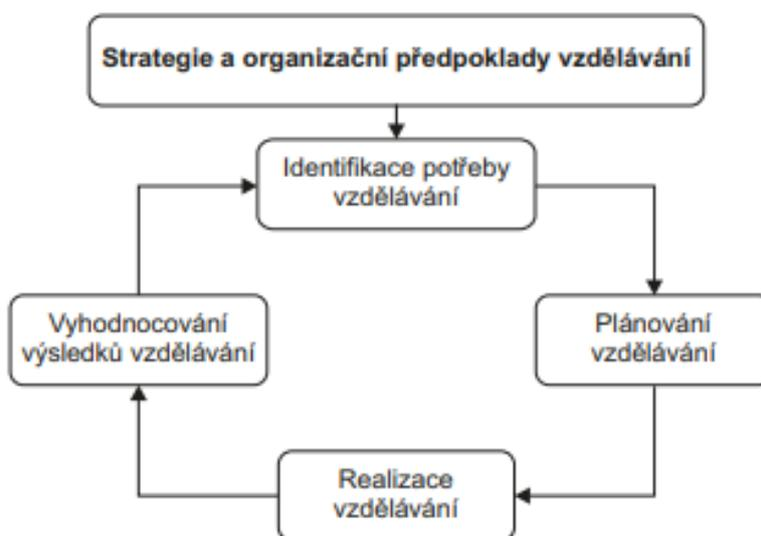 Strategie a organizační předpoklady vzdělávání
Identifikace potřeby
vzdělávání
Vyhodnocování
výsledků vzdělávání
Plánování
vzdělávání
Realizace
vzdělávání